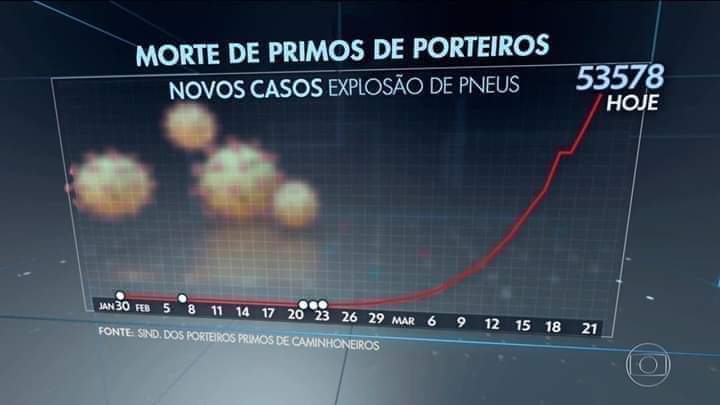 MORTE DE PRIMOS DE PORTEIROS
NOVOS CASOS EXPLOSÃO DE PNEUS
53578
HOJE
JAN 30 FEB 5 8 11 14 17 20 23 26 29 MAR 6 9 12 15 18 21
FONTE: SIND. DOS PORTEIROS PRIMOS DE CAMINHONEIROS